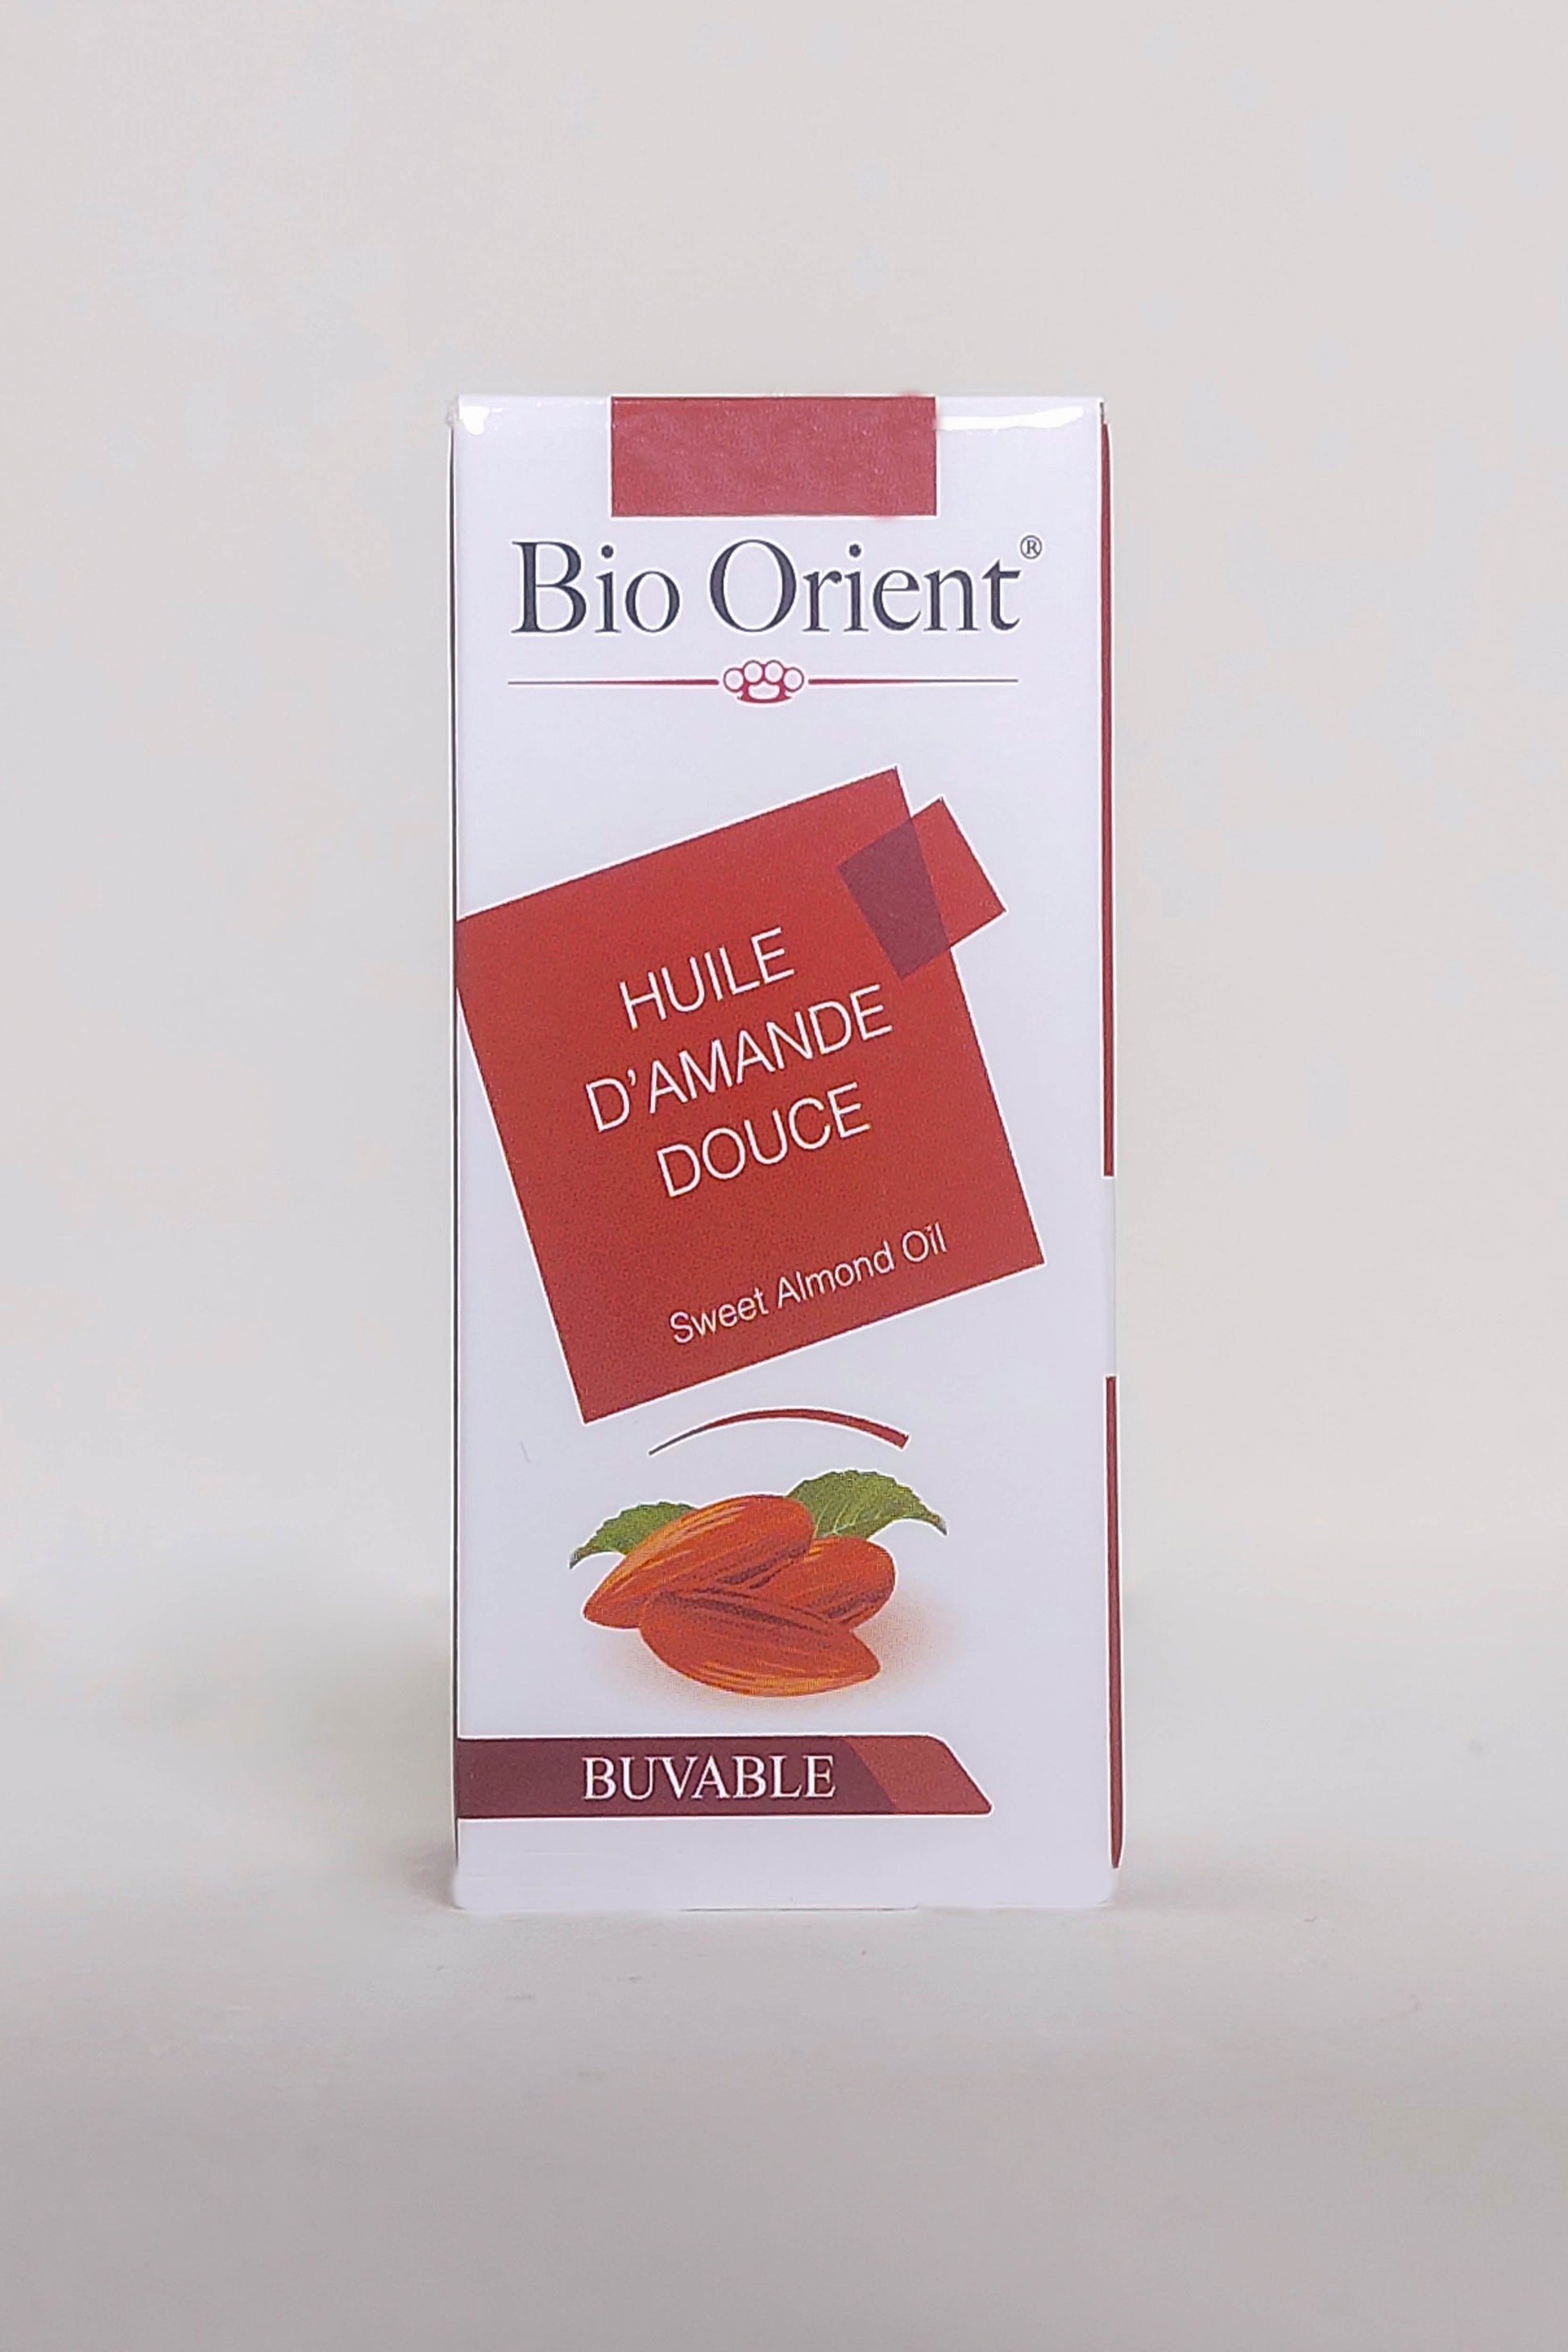 Bio Orient®
HUILE
D'AMANDE
DOUCE
Sweet Almond Oil
BUVABLE